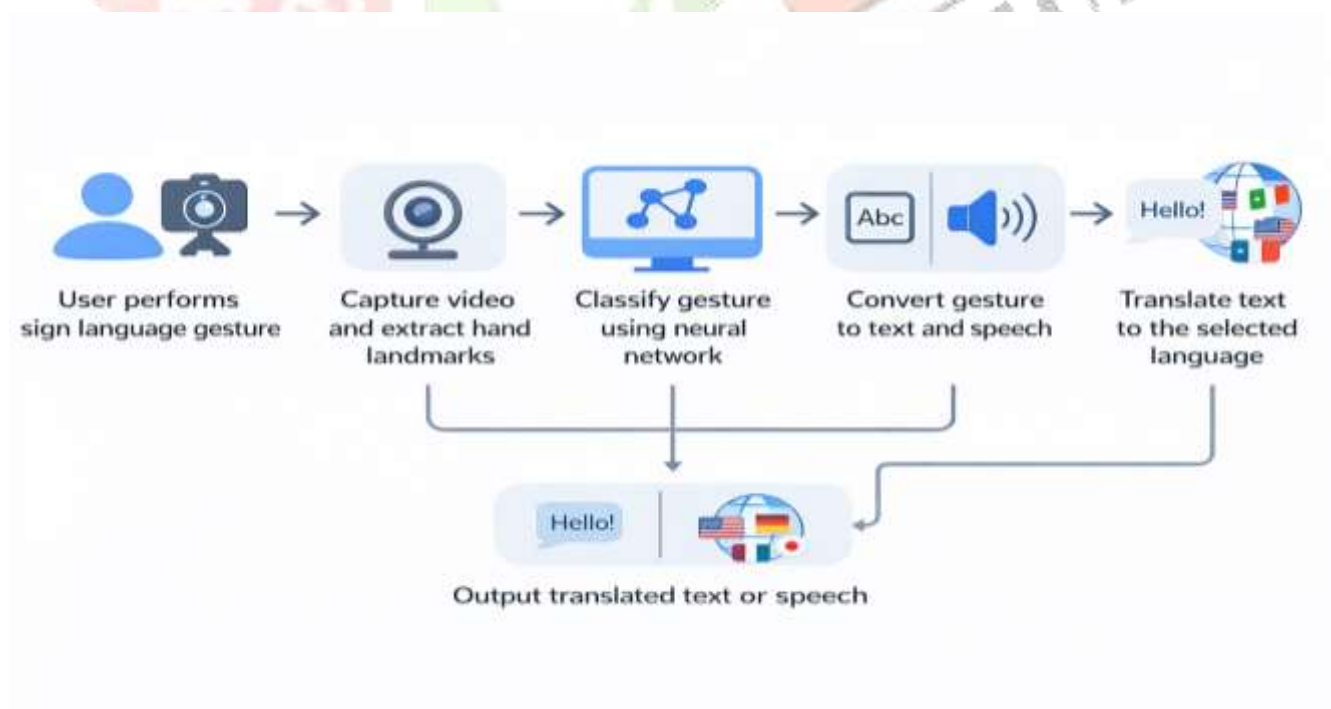 Abc
Hello!
User performs
sign language gesture
Capture video
and extract hand
landmarks
Classify gesture
using neural
network
Convert gesture
to text and speech
Translate text
to the selected
language
Hello!
Output translated text or speech